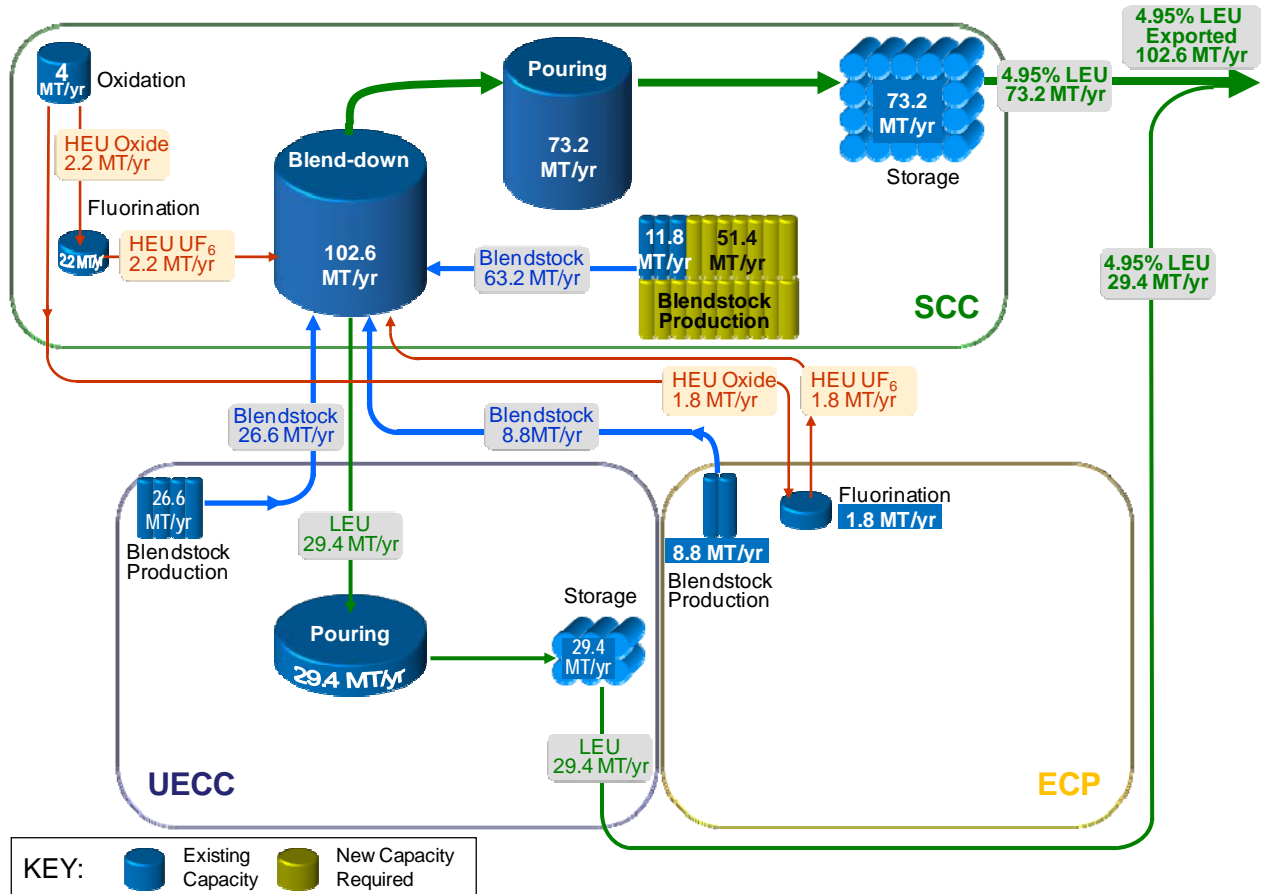 4.95% LEU
Exported
102.6 MT/yr
4
MT/yr
Oxidation
Pouring
73.2
MT/yr
73.2
MT/yr
Storage
4.95% LEU
73.2 MT/yr
HEU Oxide
2.2 MT/yr
Blend-down
102.6
MT/yr
Fluorination
2.2 MT/yr
HEU UF₆
2.2 MT/yr
Blendstock
63.2 MT/yr
11.8
MT/yr
51.4
MT/yr
Blendstock
Production
SCC
4.95% LEU
29.4 MT/yr
HEU Oxide
1.8 MT/yr
HEU UF₆
1.8 MT/yr
Blendstock
26.6 MT/yr
Blendstock
8.8MT/yr
26.6
MT/yr
Blendstock
Production
LEU
29.4 MT/yr
8.8 MT/yr
Blendstock
Production
Fluorination
1.8 MT/yr
Pouring
29.4 MT/yr
Storage
29.4
MT/yr
LEU
29.4 MT/yr
UECC
ECP
KEY:
Existing
Capacity
New Capacity
Required